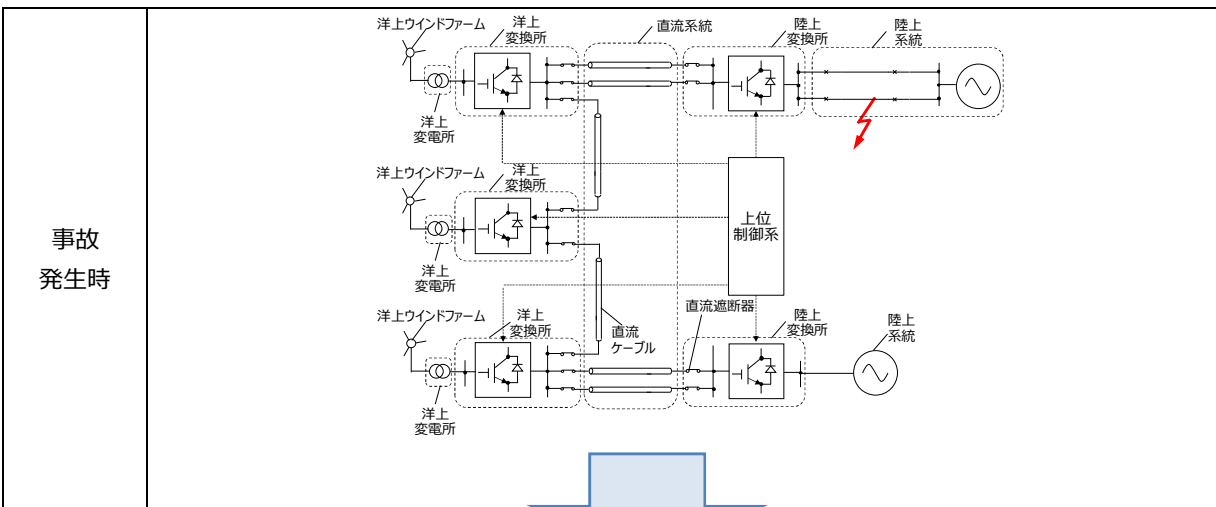 事故
発生時
洋上ウインドファーム
洋上
変換所
直流系統
陸上
変換所
陸上
系統
洋上
変電所
洋上ウインドファーム
洋上
変換所
上位
制御系
洋上
変電所
洋上ウインドファーム
洋上
変換所
直流
ケーブル
直流遮断器
陸上
変換所
陸上
系統
洋上
変電所